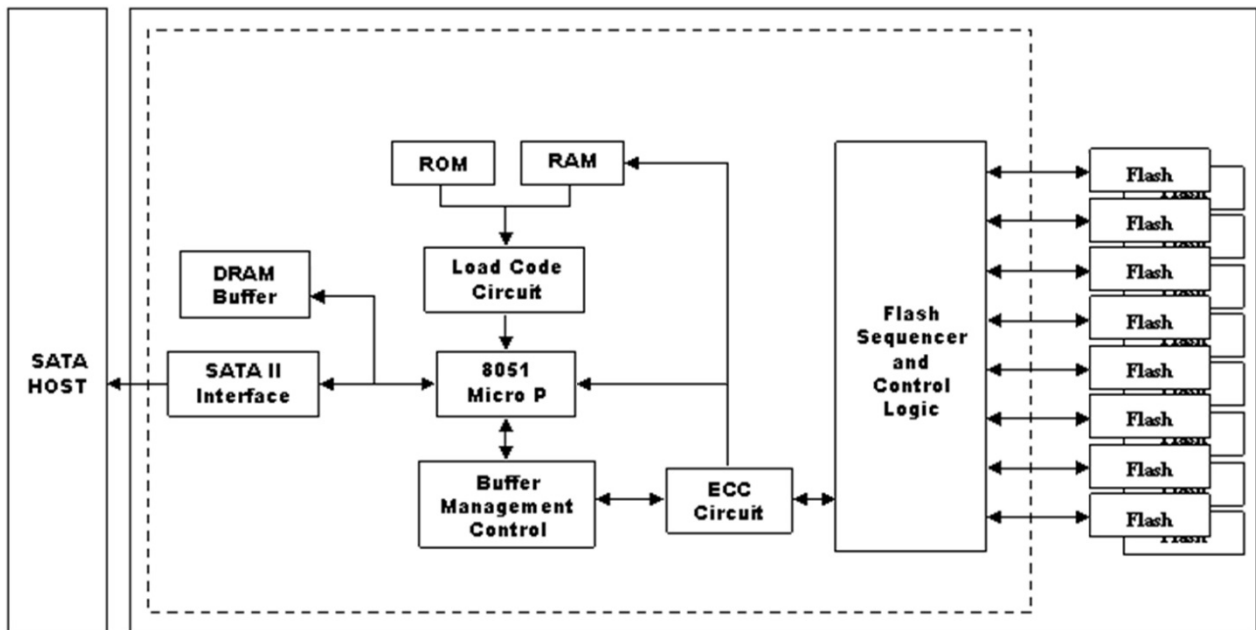 SATA
HOST
ROM
RAM
DRAM
Buffer
Load Code
Circuit
SATA II
Interface
8051
Micro P
Buffer
Management
Control
ECC
Circuit
Flash
Sequencer
and
Control
Logic
Flash
Flash
Flash
Flash
Flash
Flash
Flash
Flash
Flash